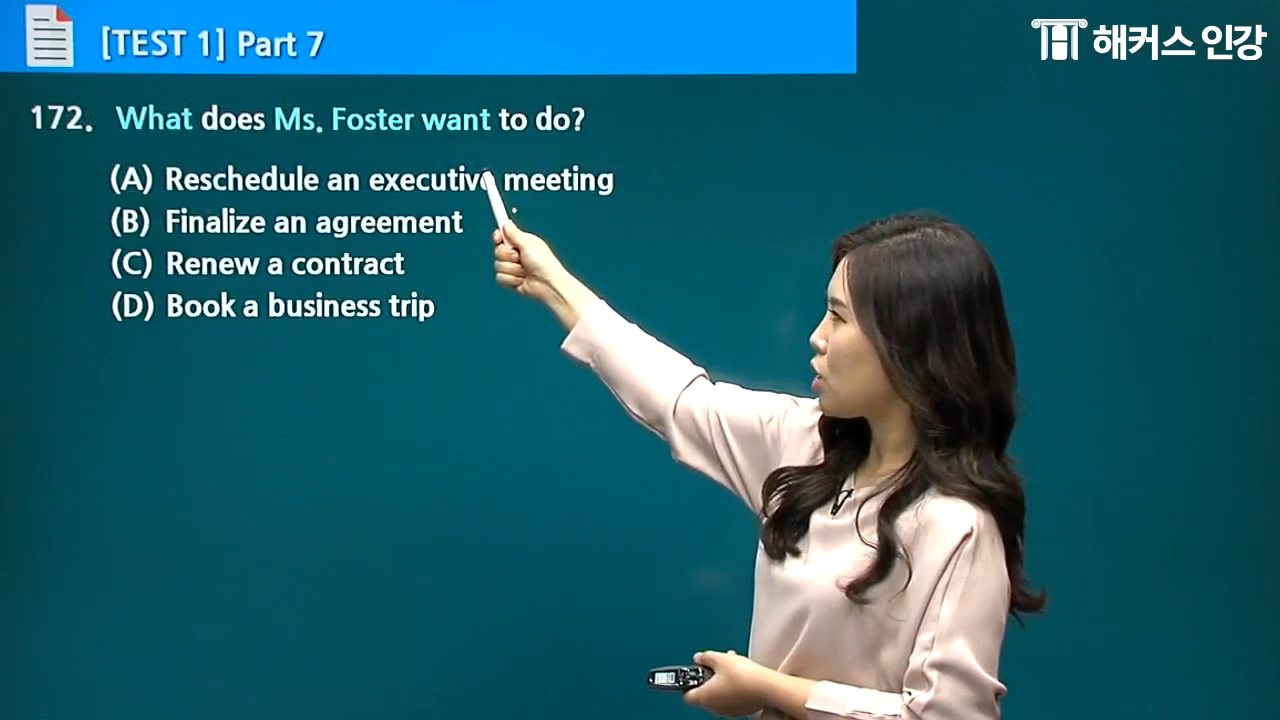 [TEST 1] Part 7
해커스 인강
172. What does Ms. Foster want to do?
(A) Reschedule an executive meeting
(B) Finalize an agreement
(C) Renew a contract
(D) Book a business trip